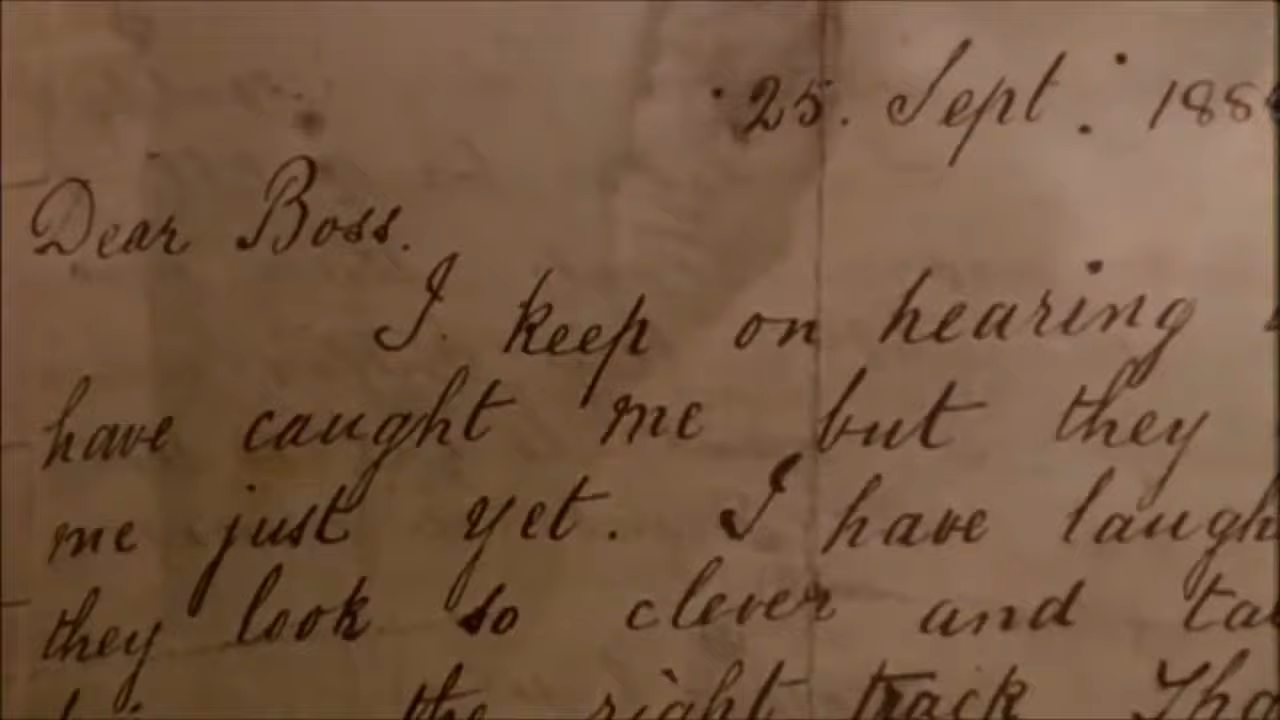 25. Sept. 188
Dear Boss.
I keep on hearing
have caught me but they
me just yet. I have laugh
they look so clever and ta
the right track